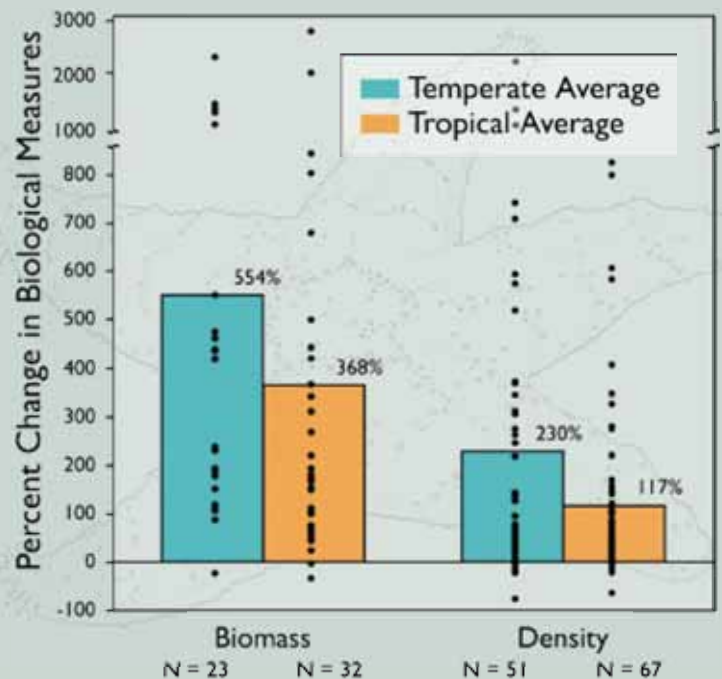 Percent Change in Biological Measures
3000
2000
1000
800
700
600
500
400
300
200
100
0
-100
Temperate Average
Tropical Average
554%
368%
230%
117%
Biomass
Density
N = 23
N = 32
N = 51
N = 67